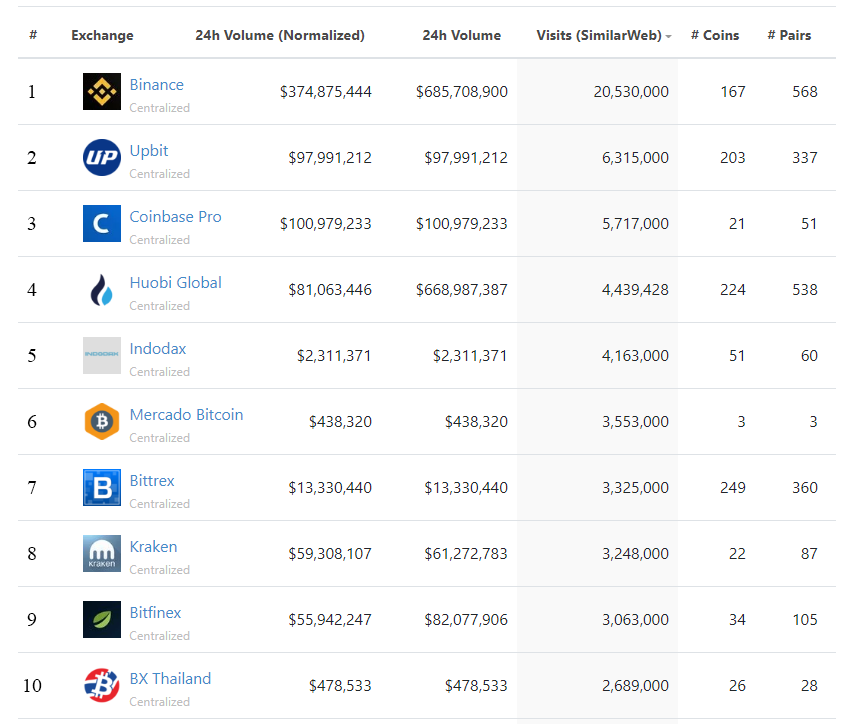 # Exchange 24h Volume (Normalized) 24h Volume Visits (SimilarWeb) # Coins # Pairs
1 Binance $374,875,444 $685,708,900 20,530,000 167 568
Centralized
UP
2 Upbit $97,991,212 $97,991,212 6,315,000 203 337
Centralized
C
3 Coinbase Pro $100,979,233 $100,979,233 5,717,000 21 51
Centralized
4 Huobi Global $81,063,446 $668,987,387 4,439,428 224 538
Centralized
INDODAX
5 Indodax $2,311,371 $2,311,371 4,163,000 51 60
Centralized
6 Mercado Bitcoin $438,320 $438,320 3,553,000 3 3
Centralized
B
7 Bittrex $13,330,440 $13,330,440 3,325,000 249 360
Centralized
8 Kraken $59,308,107 $61,272,783 3,248,000 22 87
kraken
Centralized
9 Bitfinex $55,942,247 $82,077,906 3,063,000 34 105
Centralized
10 BX Thailand $478,533 $478,533 2,689,000 26 28
Centralized